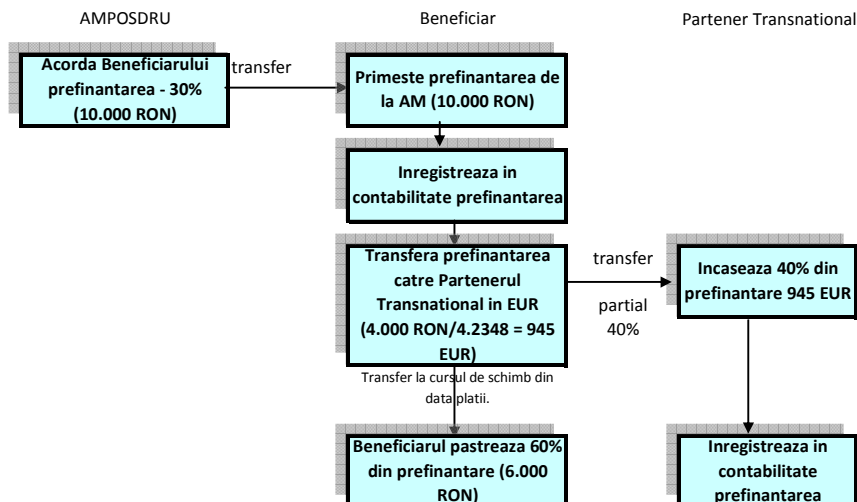 AMPOSDRU
Beneficiar
Partener Transnational
Acorda Beneficiarului
prefinantarea - 30%
(10.000 RON)
transfer
Primeste prefinantarea de
la AM (10.000 RON)
Inregistreaza in
contabilitate prefinantarea
Transfera prefinantarea
catre Partenerul
Transnational in EUR
(4.000 RON/4.2348 = 945
EUR)
transfer
partial
40%
Incaseaza 40% din
prefinantare 945 EUR
Transfer la cursul de schimb din
data platii.
Beneficiarul pastreaza 60%
din prefinantare (6.000
RON)
Inregistreaza in
contabilitate
prefinantarea